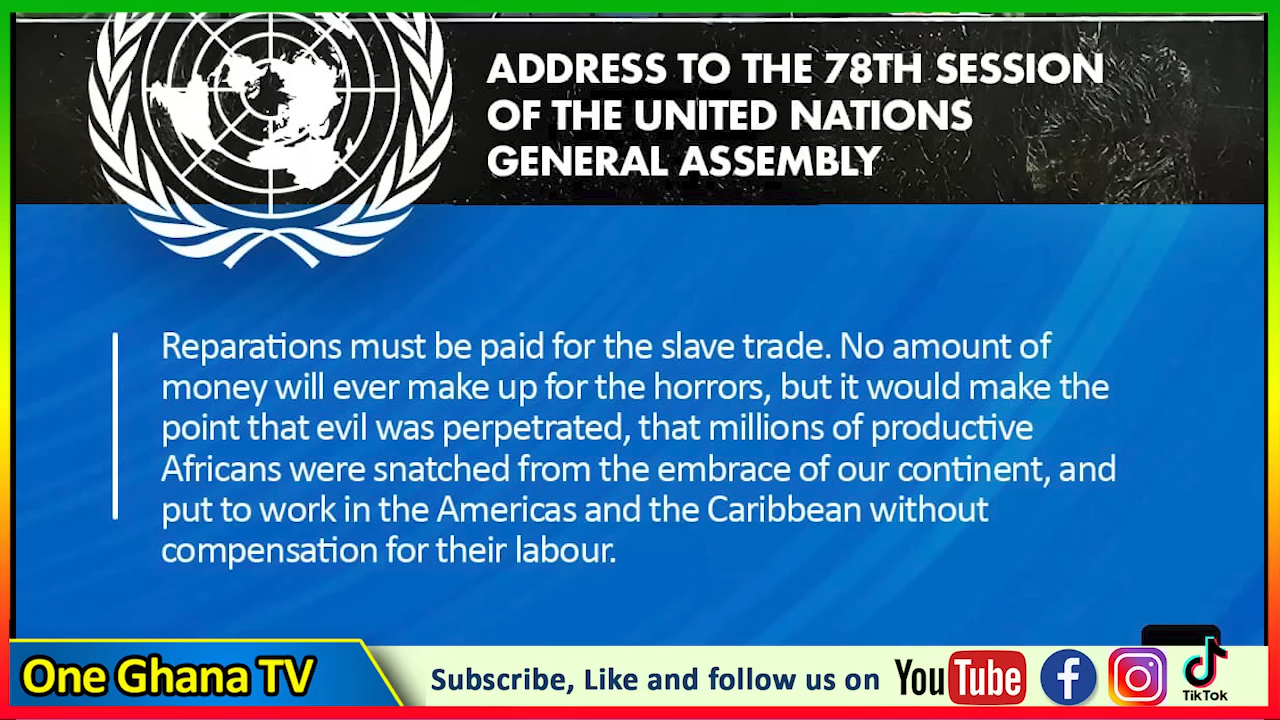 ADDRESS TO THE 78TH SESSION
OF THE UNITED NATIONS
GENERAL ASSEMBLY
Reparations must be paid for the slave trade. No amount of
money will ever make up for the horrors, but it would make the
point that evil was perpetrated, that millions of productive
Africans were snatched from the embrace of our continent, and
put to work in the Americas and the Caribbean without
compensation for their labour.
One Ghana TV
Subscribe, Like and follow us on YouTube
TikTok